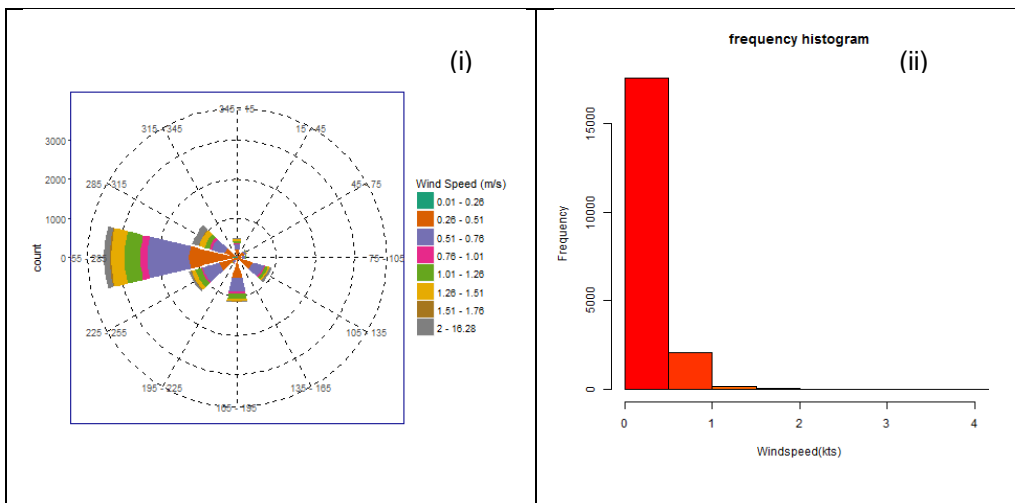 (i)
345 - 15
315 - 345
15 - 45
3000
2000
285 - 315
45 - 75
1000
0
55 - 285
75 - 105
count
225 - 255
105 - 135
195 - 225
135 - 165
165 - 195
Wind Speed (m/s)
0.01 - 0.26
0.26 - 0.51
0.51 - 0.76
0.76 - 1.01
1.01 - 1.26
1.26 - 1.51
1.51 - 1.76
2 - 16.28
frequency histogram
(ii)
Frequency
15000
10000
5000
0
0 1 2 3 4
Windspeed(kts)